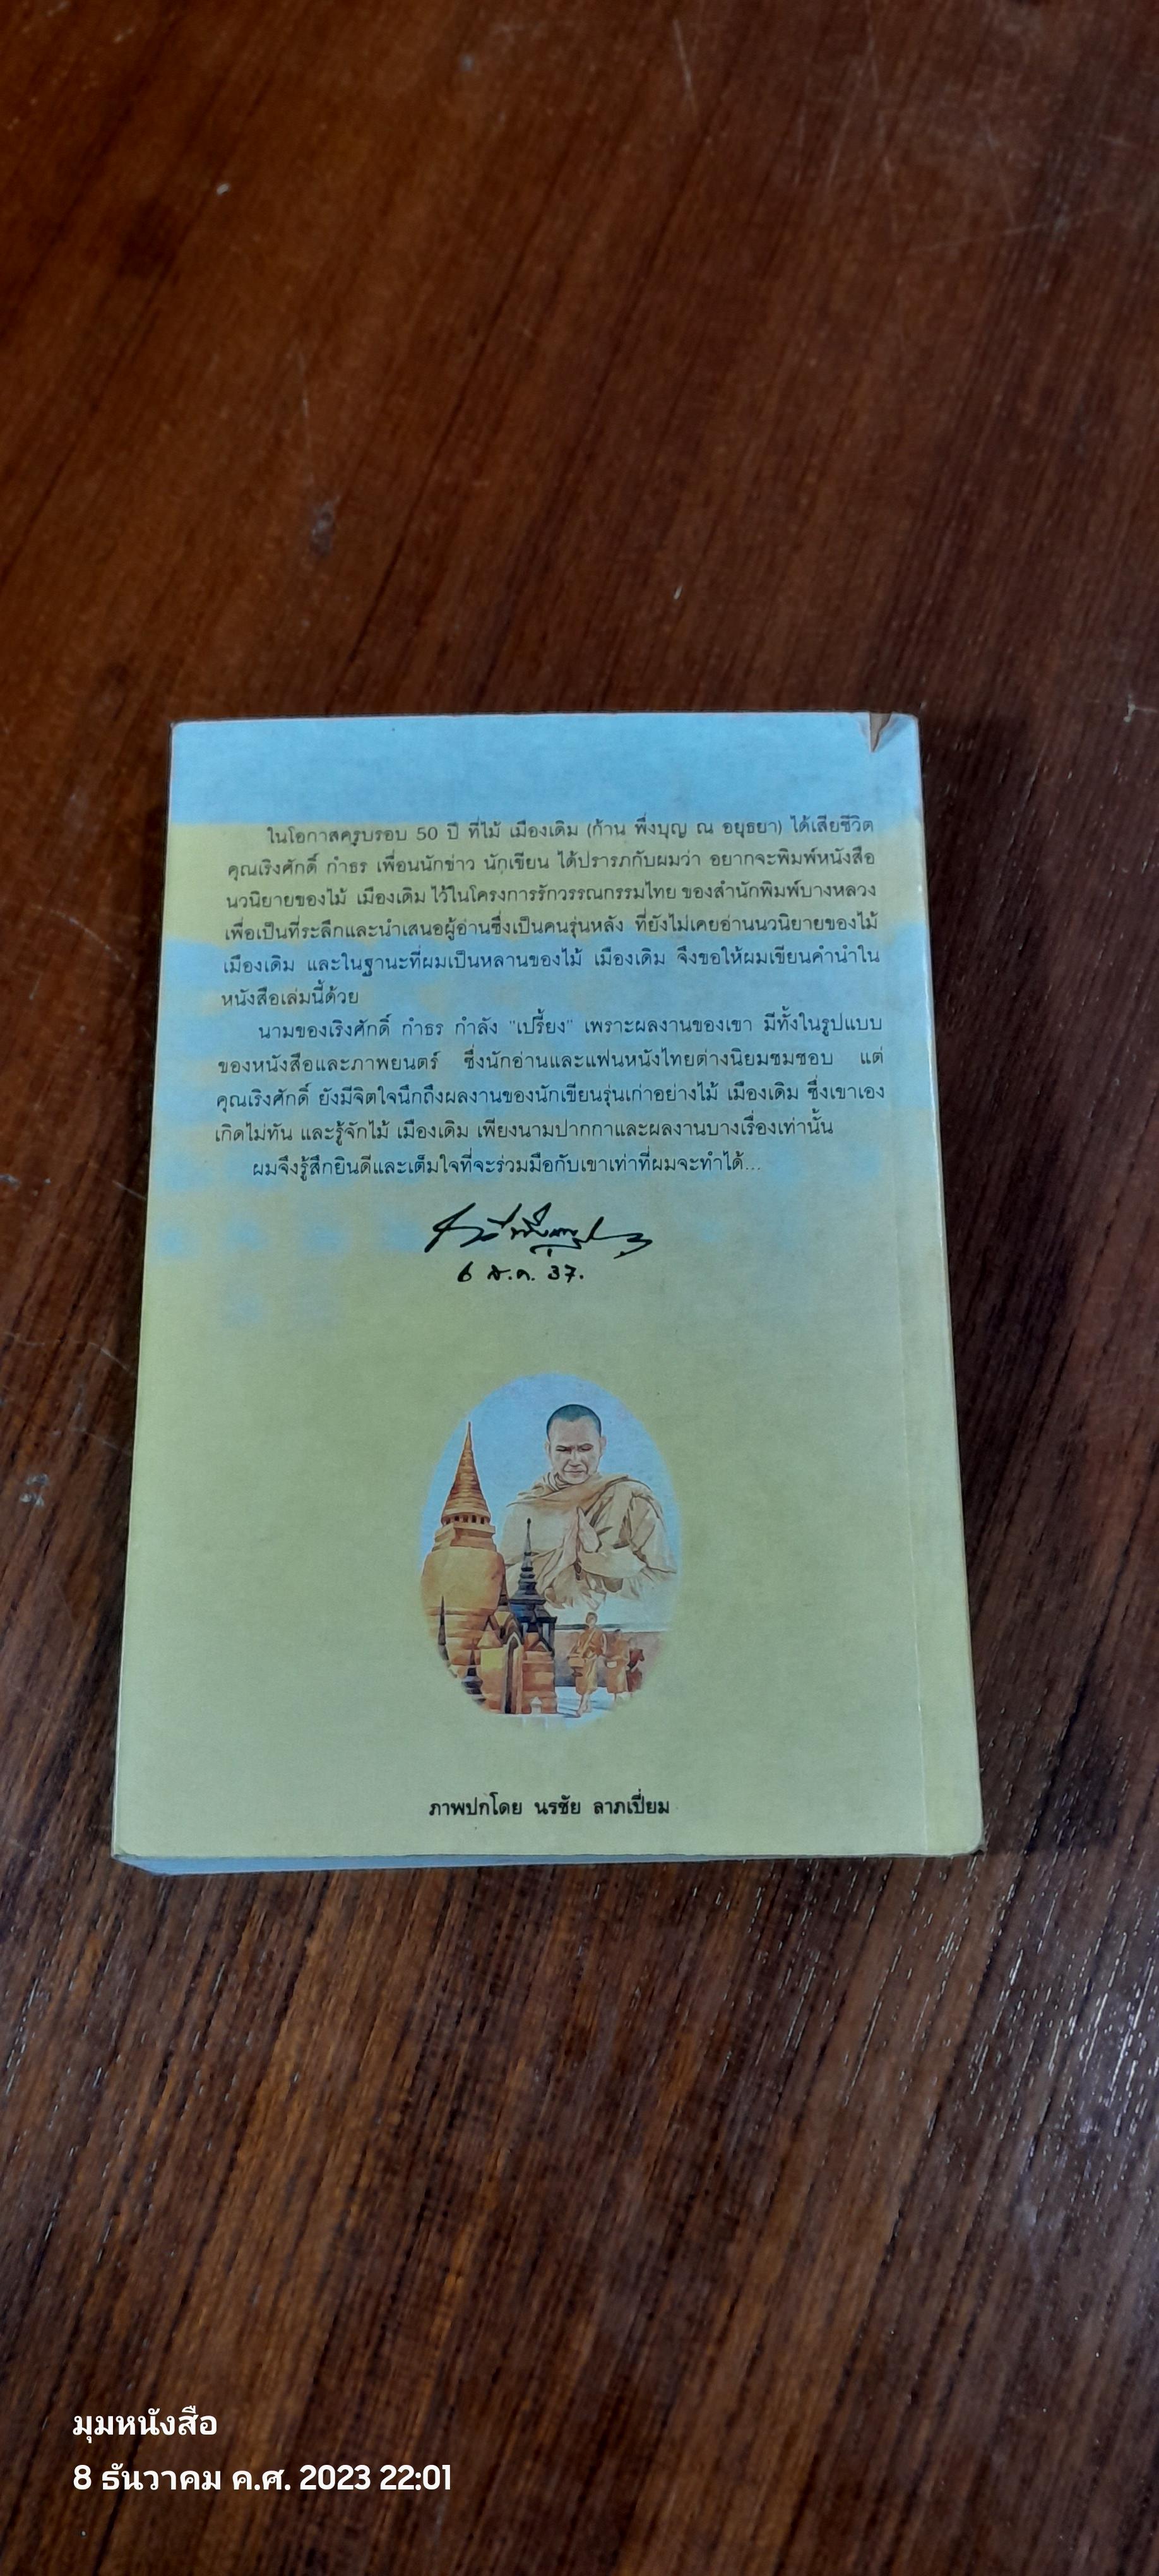 ในโอกาสครบรอบ 50 ปี ที่ไม้ เมืองเดิม (ก้าน พึ่งบุญ ณ อยุธยา) ได้เสียชีวิต
คุณเริงศักดิ์ กำธร เพื่อนนักข่าว นักเขียน ได้ปรารภกับผมว่า อยากจะพิมพ์หนังสือ
นวนิยายของไม้ เมืองเดิม ไว้ในโครงการรักวรรณกรรมไทย ของสำนักพิมพ์บางหลวง
เพื่อเป็นที่ระลึกและนำเสนอผู้อ่านซึ่งเป็นคนรุ่นหลัง ที่ยังไม่เคยอ่านนวนิยายของไม้
เมืองเดิม และในฐานะที่ผมเป็นหลานของไม้ เมืองเดิม จึงขอให้ผมเขียนคำนำใน
หนังสือเล่มนี้ด้วย
นามของเริงศักดิ์ กำธร กำลัง "เปรี้ยง" เพราะผลงานของเขา มีทั้งในรูปแบบ
ของหนังสือและภาพยนตร์ ซึ่งนักอ่านและแฟนหนังไทยต่างนิยมชมชอบ แต่
คุณเริงศักดิ์ ยังมีจิตใจนึกถึงผลงานของนักเขียนรุ่นเก่าอย่างไม้ เมืองเดิม ซึ่งเขาเอง
เกิดไม่ทัน และรู้จักไม้ เมืองเดิม เพียงนามปากกาและผลงานบางเรื่องเท่านั้น
ผมจึงรู้สึกยินดีและเต็มใจที่จะร่วมมือกับเขาเท่าที่ผมจะทำได้...
6 ส.ค. 37.
ภาพปกโดย นรชัย ลาภเปี่ยม
มุมหนังสือ
8 ธันวาคม ค.ศ. 2023 22:01